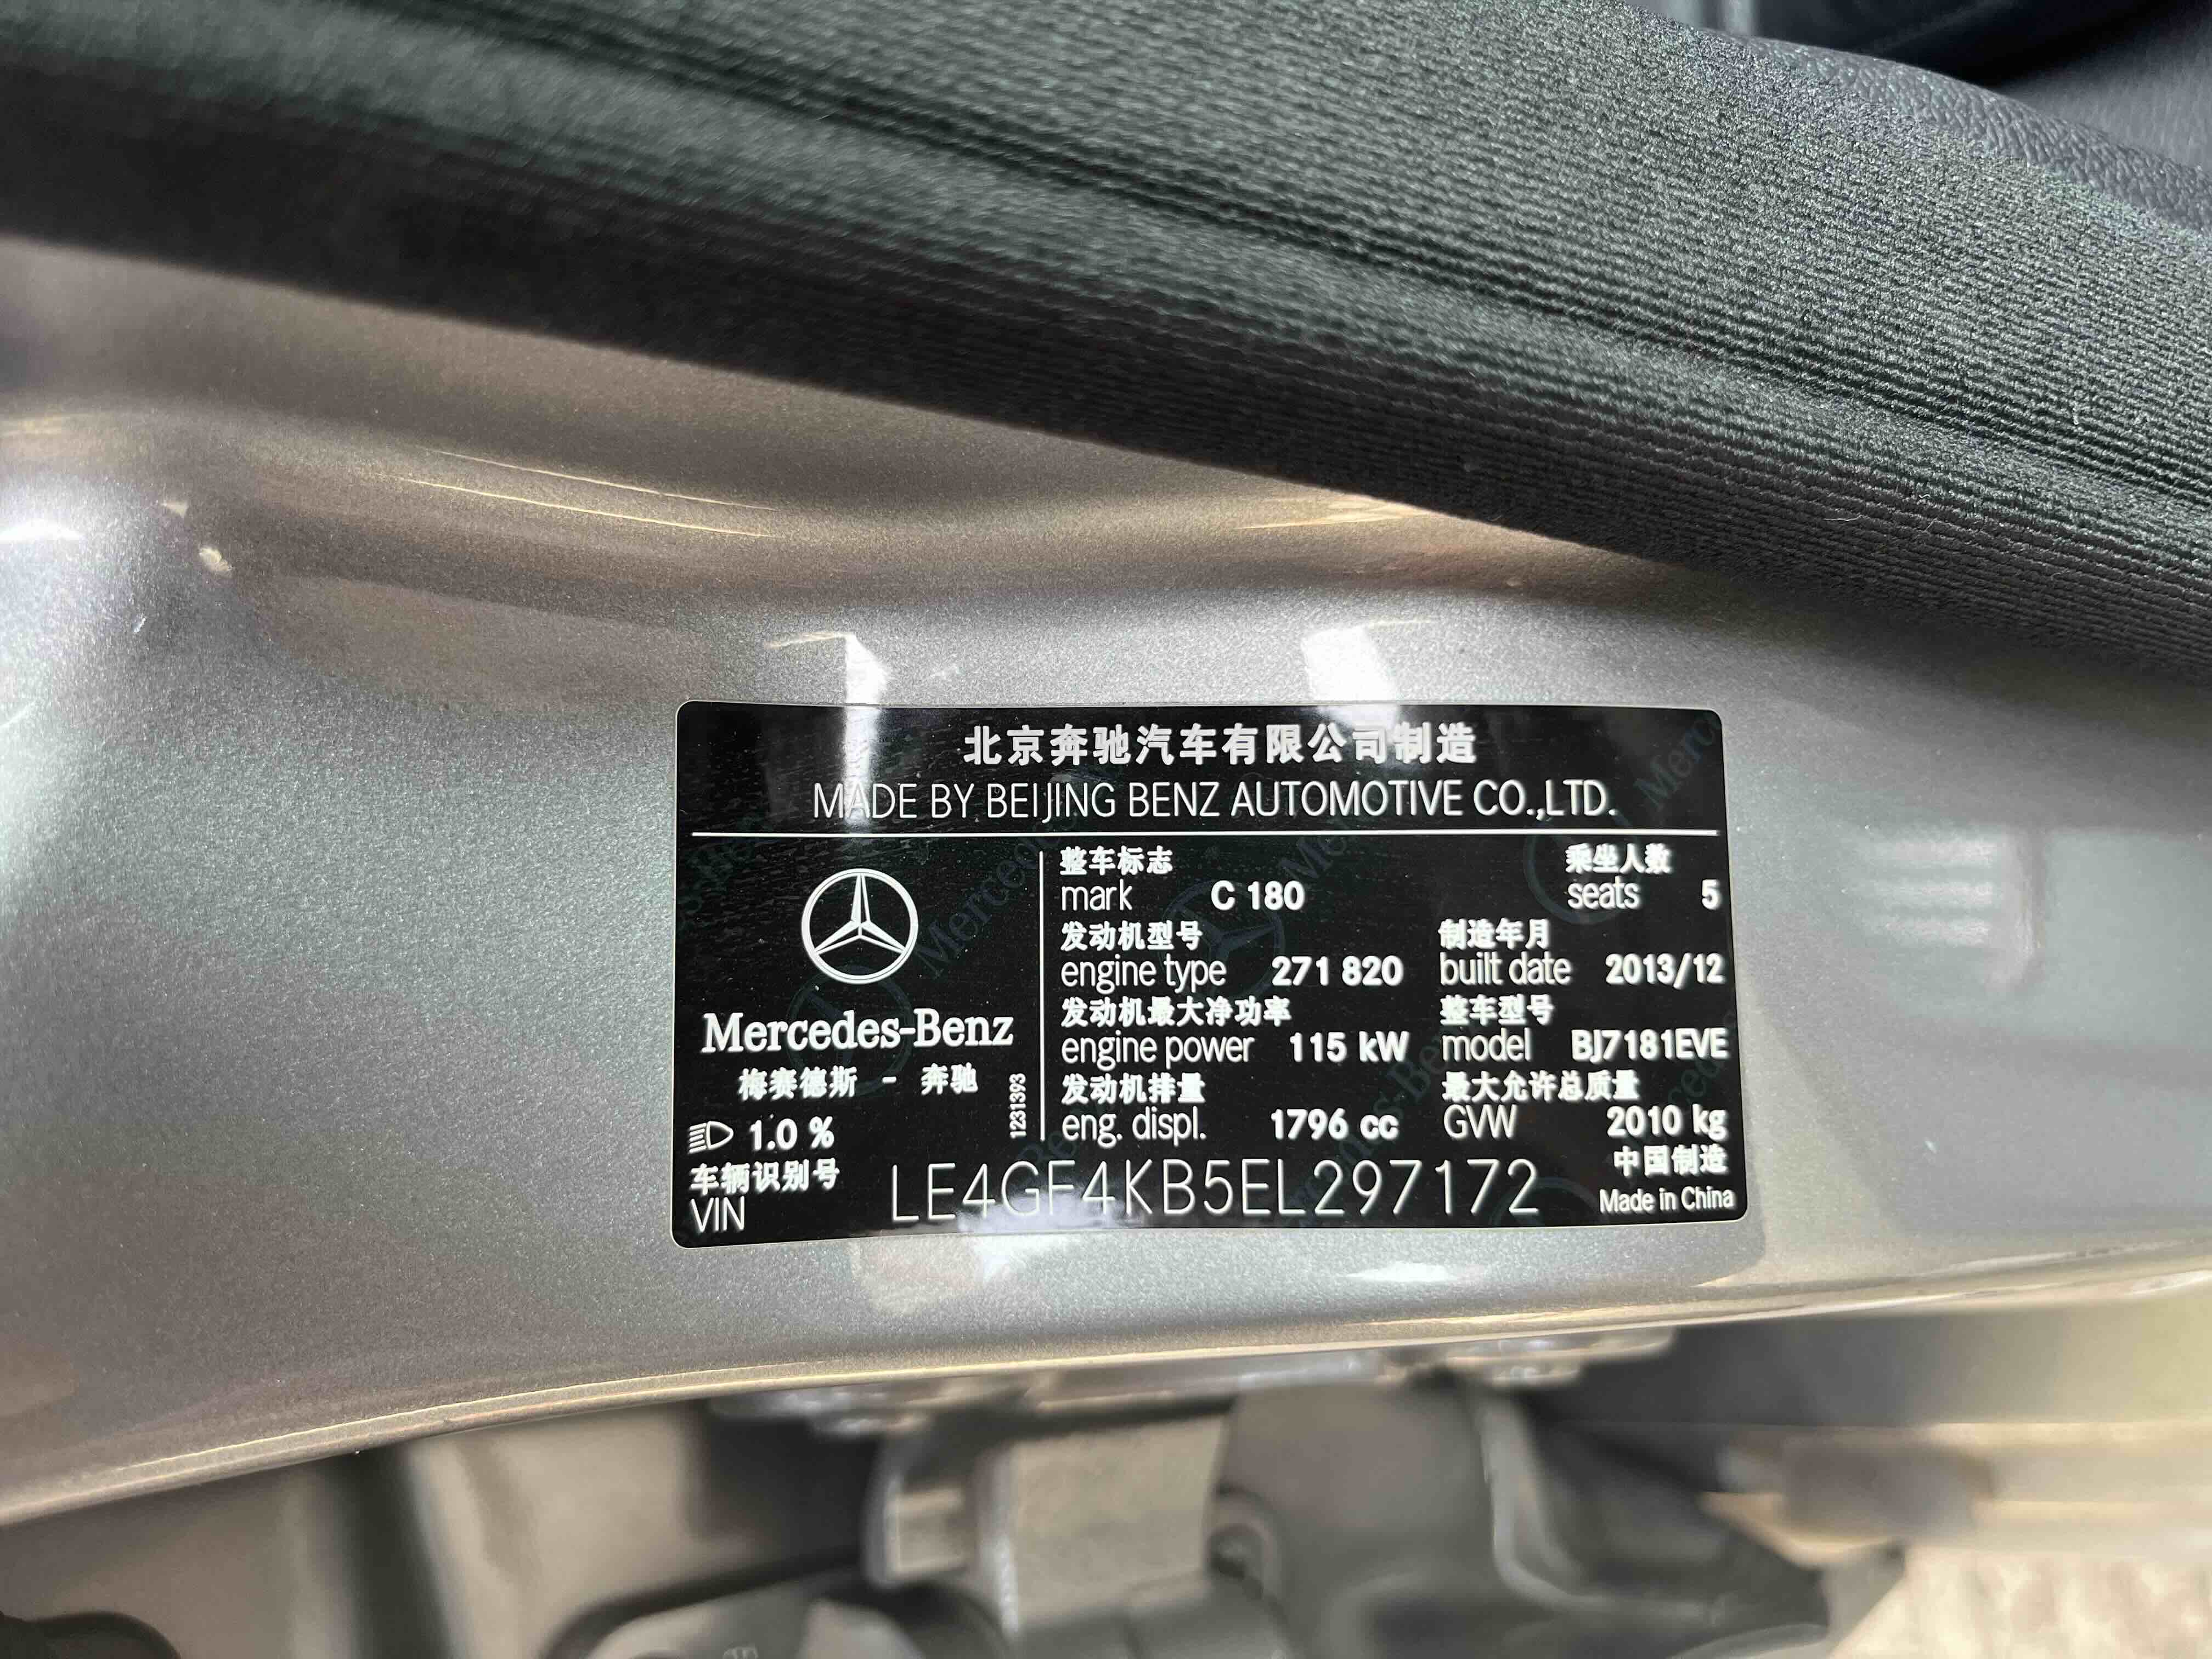 北京奔驰汽车有限公司制造
MADE BY BEIJING BENZ AUTOMOTIVE CO.,LTD.
整车标志 乘坐人数
mark C 180 seats 5
发动机型号 制造年月
engine type 271 820 built date 2013/12
发动机最大净功率 整车型号
engine power 115 kW model BJ7181EVE
发动机排量 最大允许总质量
eng. displ. 1796 cc GVW 2010 kg
Mercedes-Benz
梅赛德斯 - 奔驰
1231393
1.0 %
车辆识别号
VIN LE4GF4KB5EL297172
中国制造
Made in China